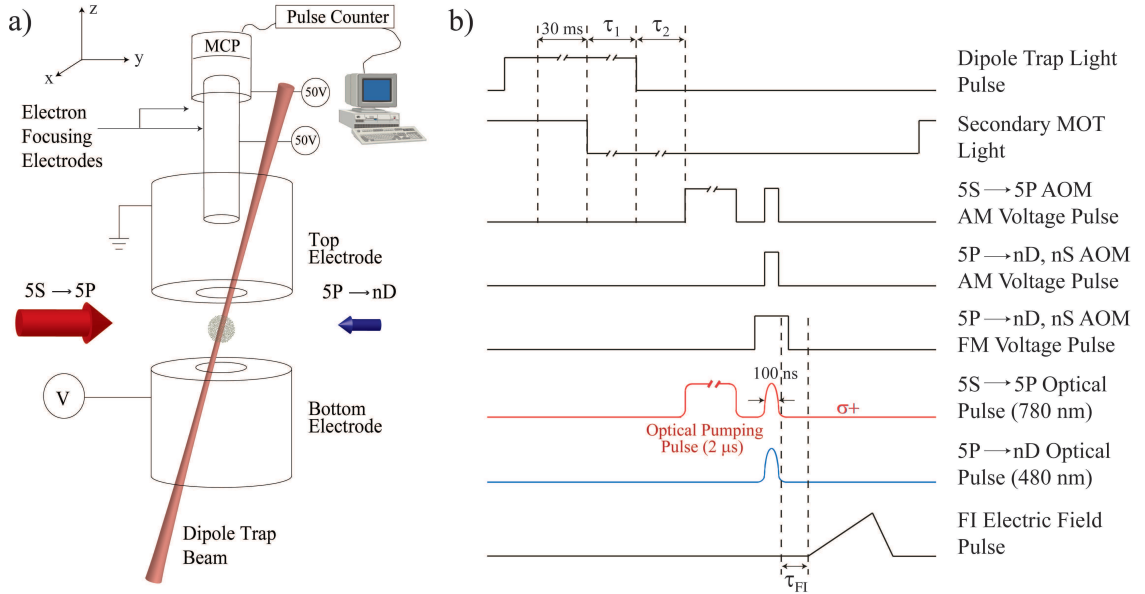 a)
z
y
x
MCP
Pulse Counter
50V
50V
Electron
Focusing
Electrodes
Top
Electrode
5S → 5P
5P → nD
V
Bottom
Electrode
Dipole Trap
Beam
b)
30 ms
τ1
τ2
Dipole Trap Light
Pulse
Secondary MOT
Light
5S → 5P AOM
AM Voltage Pulse
5P → nD, nS AOM
AM Voltage Pulse
5P → nD, nS AOM
FM Voltage Pulse
100 ns
σ+
5S → 5P Optical
Pulse (780 nm)
Optical Pumping
Pulse (2 μs)
5P → nD Optical
Pulse (480 nm)
FI Electric Field
Pulse
τFI